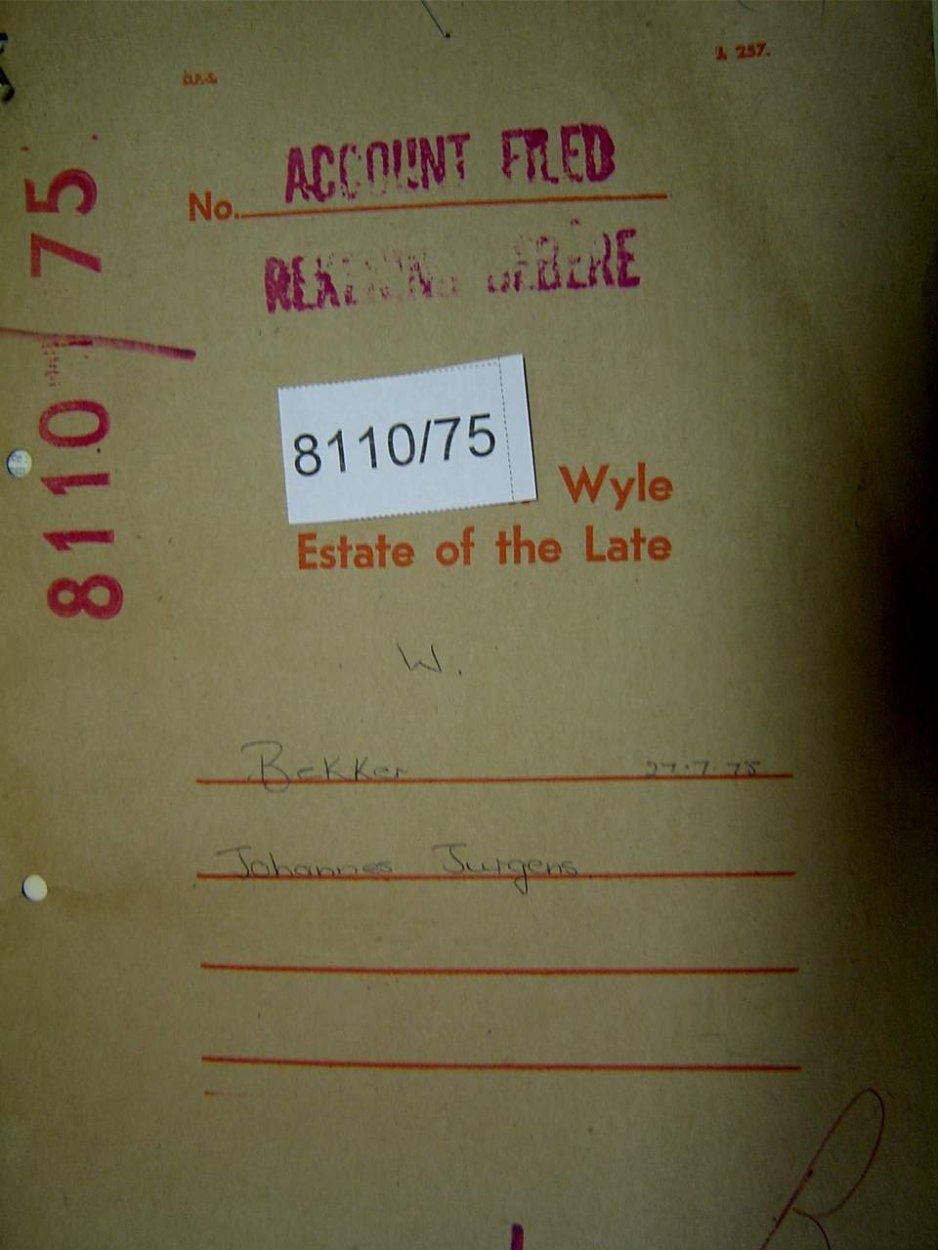 J. 257.
ACCOUNT FILED
No.
8110/75
8110/75
Wyle
Estate of the Late
W.
Bekker 27.7.75
Johannes Jurgens